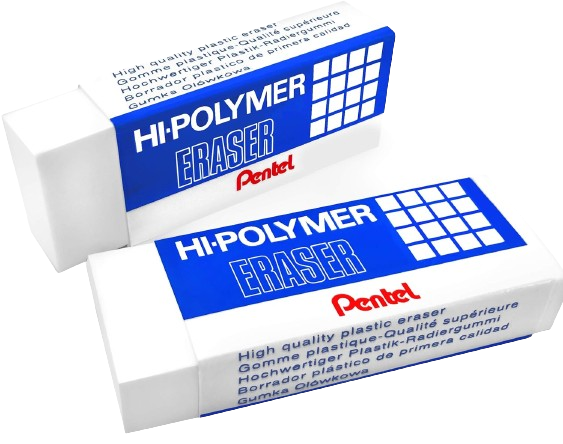 High quality plastic eraser
Gomme plastique-Qualité supérieure
Hochwertiger Plastik-Radiergummi
Borrador plastico de primera calidad
Gumka Ołówkowa
HI-POLYMER
ERASER
Pentel
HI-POLYMER
ERASER
Pentel
High quality plastic eraser
Gomme plastique-Qualité supérieure
Hochwertiger Plastik-Radiergummi
Borrador plástico de primera calidad
Gumka Ołówkowa